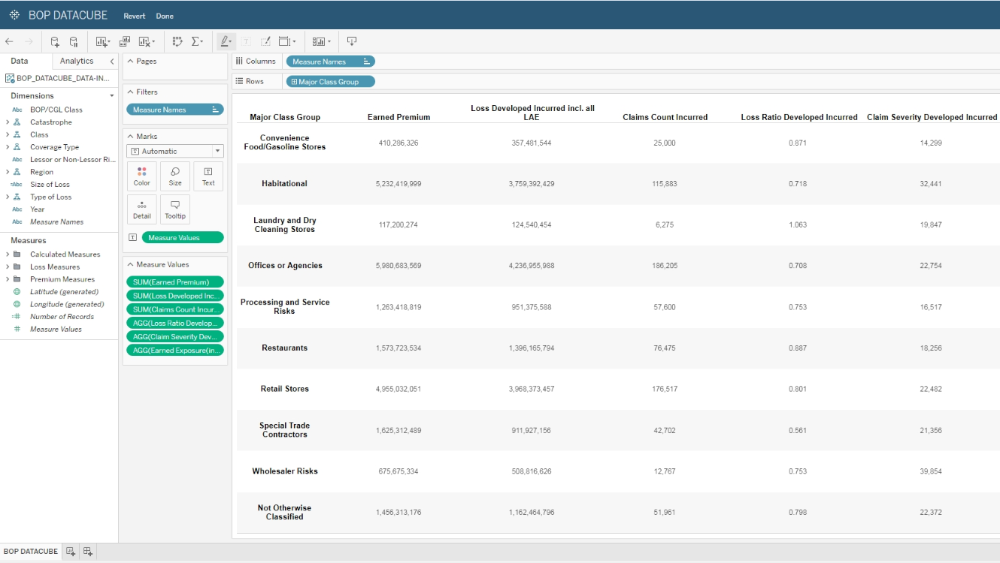 BOP DATACUBE Revert Done
Data Analytics
BOP_DATACUBE_DATA-IN...
Dimensions
Abc BOP/CGL Class
Catastrophe
Class
Coverage Type
Abc Lessor or Non-Lessor Ri...
Region
=Abc Size of Loss
Type of Loss
Abc Year
Abc Measure Names
Measures
Calculated Measures
Loss Measures
Premium Measures
Latitude (generated)
Longitude (generated)
=# Number of Records
# Measure Values
Pages
Filters
Measure Names
Marks
T Automatic
Color Size Text
Detail Tooltip
T Measure Values
Measure Values
SUM(Earned Premium)
SUM(Loss Developed Inc...
SUM(Claims Count Incur...
AGG(Loss Ratio Develop...
AGG(Claim Severity Dev...
AGG(Earned Exposure(in...
Columns Measure Names
Rows Major Class Group
Major Class Group Earned Premium Loss Developed Incurred incl. all LAE Claims Count Incurred Loss Ratio Developed Incurred Claim Severity Developed Incurred
Convenience Food/Gasoline Stores 410,286,326 357,481,544 25,000 0.871 14,299
Habitational 5,232,419,999 3,759,392,429 115,883 0.718 32,441
Laundry and Dry Cleaning Stores 117,200,274 124,540,454 6,275 1.063 19,847
Offices or Agencies 5,980,683,569 4,236,955,988 186,205 0.708 22,754
Processing and Service Risks 1,263,418,819 951,375,588 57,600 0.753 16,517
Restaurants 1,573,723,534 1,396,165,794 76,475 0.887 18,256
Retail Stores 4,955,032,051 3,968,373,457 176,517 0.801 22,482
Special Trade Contractors 1,625,312,489 911,927,156 42,702 0.561 21,356
Wholesaler Risks 675,675,334 508,816,626 12,767 0.753 39,854
Not Otherwise Classified 1,456,313,176 1,162,464,796 51,961 0.798 22,372
BOP DATACUBE